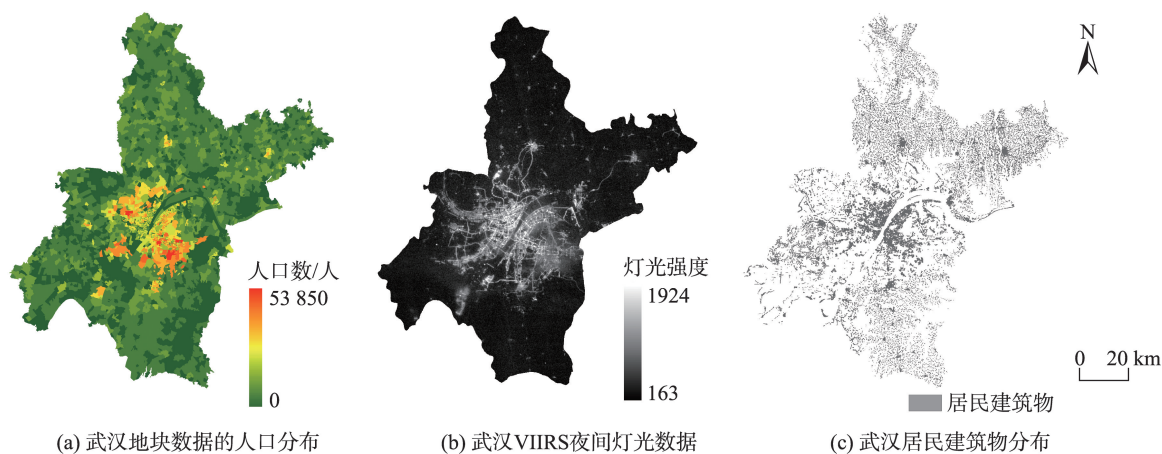 人口数/人
53 850
0
(a) 武汉地块数据的人口分布
灯光强度
1924
163
(b) 武汉VIIRS夜间灯光数据
N
0 20 km
居民建筑物
(c) 武汉居民建筑物分布